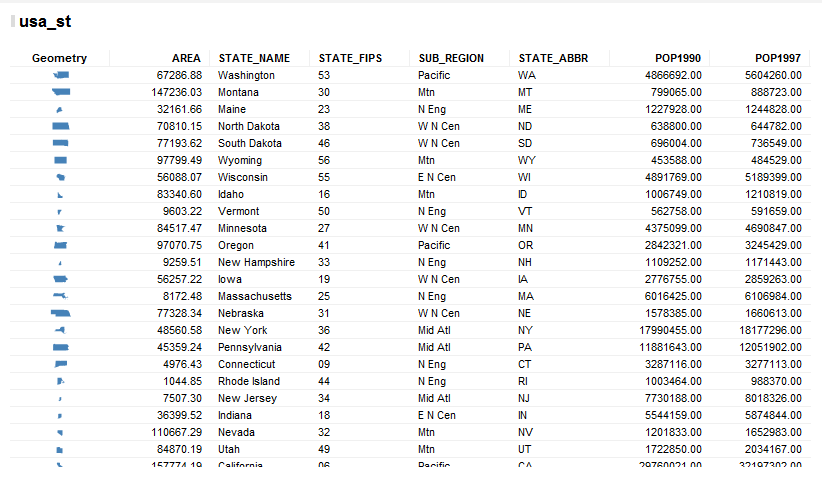 usa_st
Geometry AREA STATE_NAME STATE_FIPS SUB_REGION STATE_ABBR POP1990 POP1997
67286.88 Washington 53 Pacific WA 4866692.00 5604260.00
147236.03 Montana 30 Mtn MT 799065.00 888723.00
32161.66 Maine 23 N Eng ME 1227928.00 1244828.00
70810.15 North Dakota 38 W N Cen ND 638800.00 644782.00
77193.62 South Dakota 46 W N Cen SD 696004.00 736549.00
97799.49 Wyoming 56 Mtn WY 453588.00 484529.00
56088.07 Wisconsin 55 E N Cen WI 4891769.00 5189399.00
83340.60 Idaho 16 Mtn ID 1006749.00 1210819.00
9603.22 Vermont 50 N Eng VT 562758.00 591659.00
84517.47 Minnesota 27 W N Cen MN 4375099.00 4690847.00
97070.75 Oregon 41 Pacific OR 2842321.00 3245429.00
9259.51 New Hampshire 33 N Eng NH 1109252.00 1171443.00
56257.22 Iowa 19 W N Cen IA 2776755.00 2859263.00
8172.48 Massachusetts 25 N Eng MA 6016425.00 6106984.00
77328.34 Nebraska 31 W N Cen NE 1578385.00 1660613.00
48560.58 New York 36 Mid Atl NY 17990455.00 18177296.00
45359.24 Pennsylvania 42 Mid Atl PA 11881643.00 12051902.00
4976.43 Connecticut 09 N Eng CT 3287116.00 3277113.00
1044.85 Rhode Island 44 N Eng RI 1003464.00 988370.00
7507.30 New Jersey 34 Mid Atl NJ 7730188.00 8018326.00
36399.52 Indiana 18 E N Cen IN 5544159.00 5874844.00
110667.29 Nevada 32 Mtn NV 1201833.00 1652983.00
84870.19 Utah 49 Mtn UT 1722850.00 2034167.00
157774.19 California 06 Pacific CA 29760021.00 32197302.00